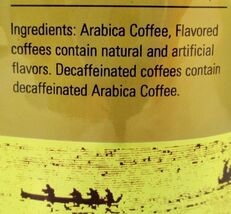 Ingredients: Arabica Coffee, Flavored
coffees contain natural and artificial
flavors. Decaffeinated coffees contain
decaffeinated Arabica Coffee.